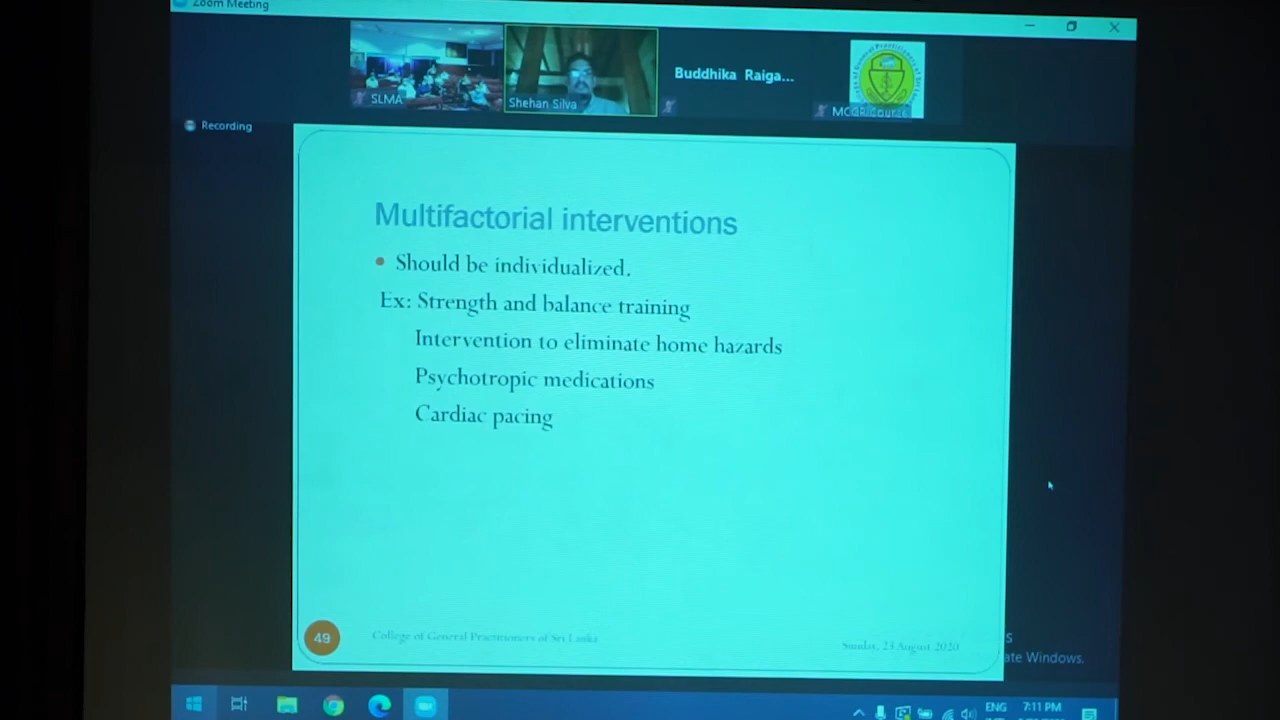 Zoom Meeting
SLMA
Shehan Silva
Buddhika Raiga...
Recording
Multifactorial interventions
Should be individualized.
Ex: Strength and balance training
Intervention to eliminate home hazards
Psychotropic medications
Cardiac pacing
49
College of General Practitioners of Sri Lanka
Sunday, 23 August 2020
ate Windows.
ENG
7:11 PM